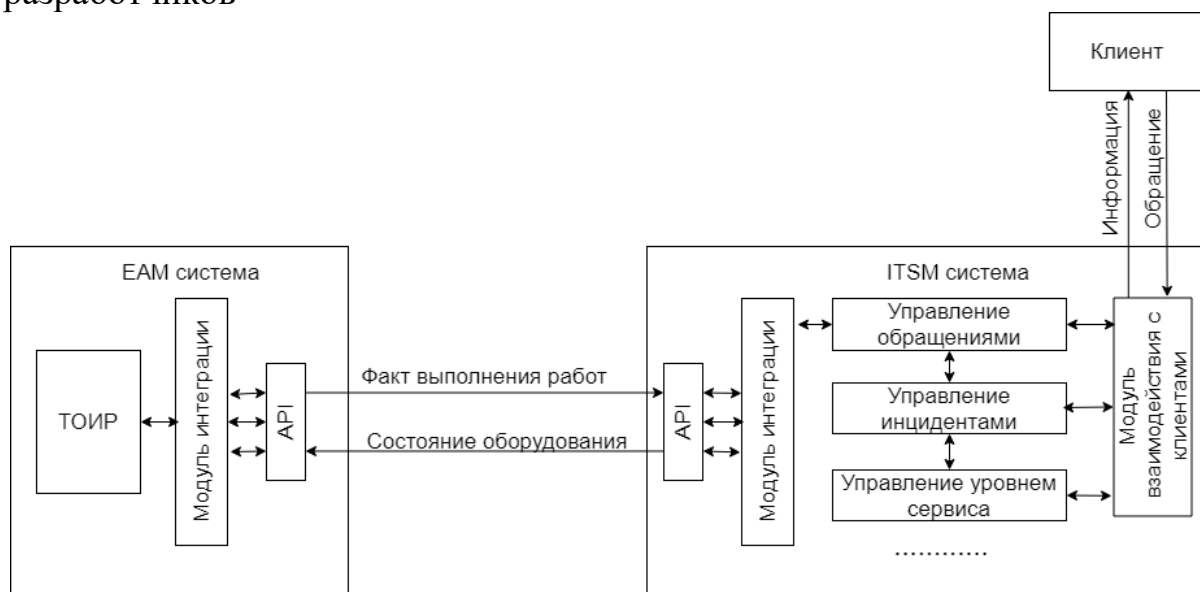 разработчиков
Клиент
Информация
Обращение
EAM система
ITSM система
ТОИР
Модуль интеграции
API
Факт выполнения работ
Состояние оборудования
API
Модуль интеграции
Управление
обращениями
Управление
инцидентами
Управление уровнем
сервиса
............
Модуль
взаимодействия с
клиентами